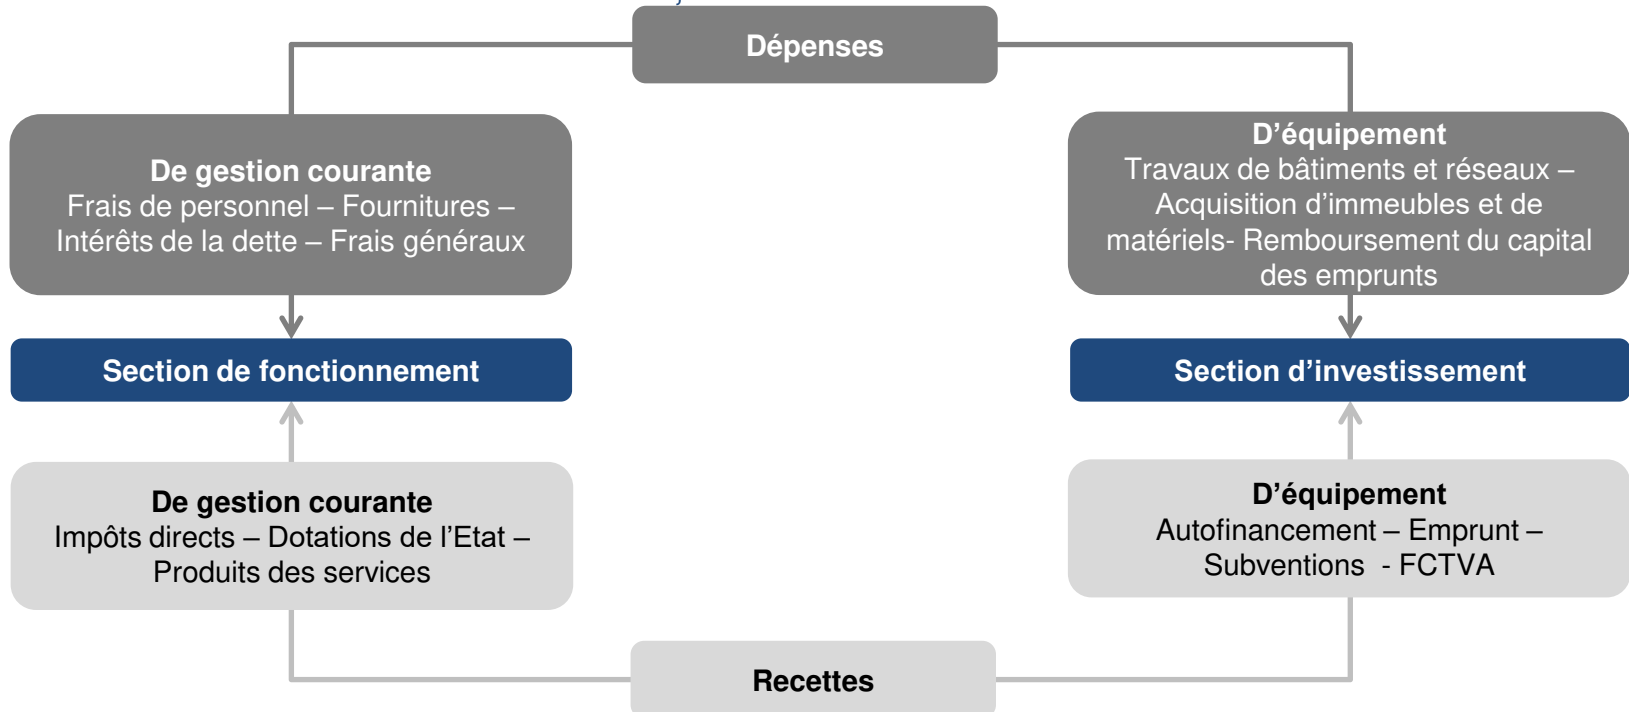 Dépenses
De gestion courante
Frais de personnel – Fournitures –
Intérêts de la dette – Frais généraux
D’équipement
Travaux de bâtiments et réseaux –
Acquisition d’immeubles et de
matériels- Remboursement du capital
des emprunts
Section de fonctionnement
Section d’investissement
De gestion courante
Impôts directs – Dotations de l’Etat –
Produits des services
D’équipement
Autofinancement – Emprunt –
Subventions - FCTVA
Recettes